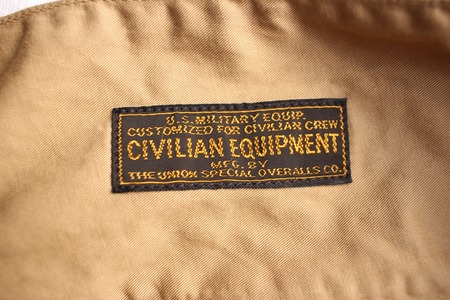 U.S. MILITARY EQUIP.
CUSTOMIZED FOR CIVILIAN CREW
CIVILIAN EQUIPMENT
MFG. BY
THE UNION SPECIAL OVERALLS CO.